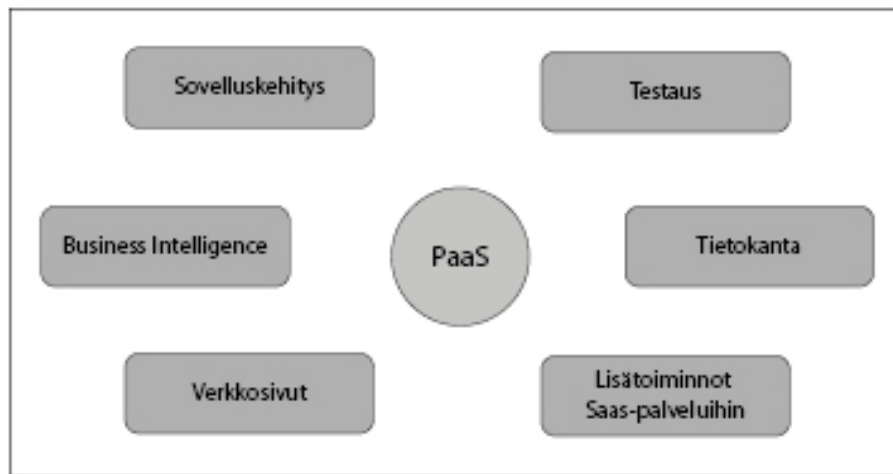 Sovelluskehitys
Testaus
Business Intelligence
PaaS
Tietokanta
Verkkosivut
Lisätoiminnot
Saas-palveluihin